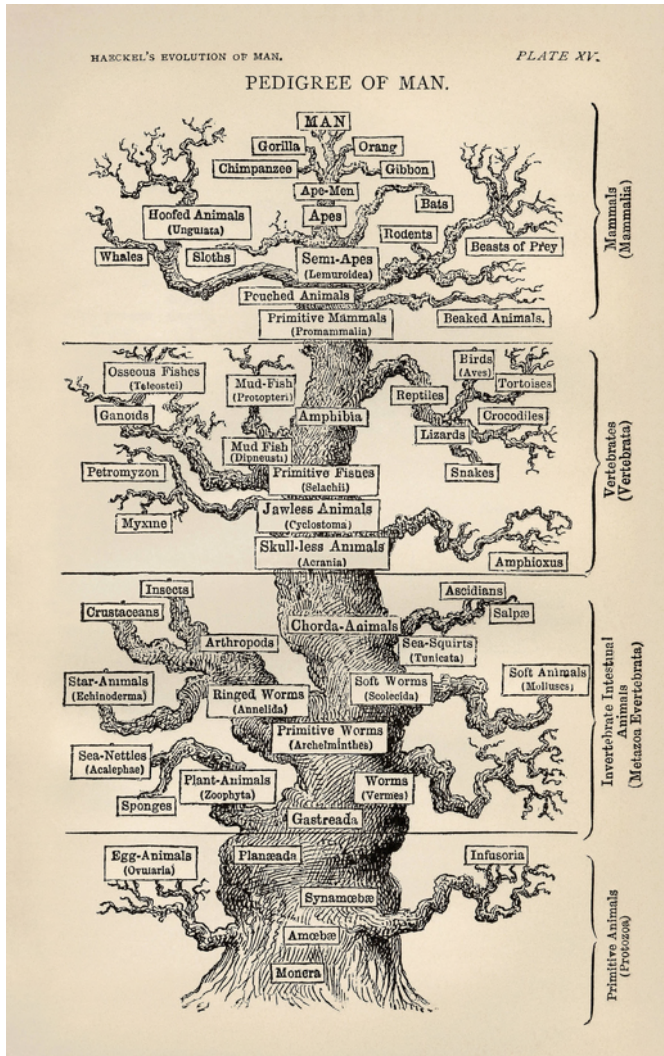 HAECKEL'S EVOLUTION OF MAN.
PLATE XV.
PEDIGREE OF MAN.
MAN
Gorilla
Orang
Chimpanzee
Gibbon
Ape-Men
Bats
Hoofed Animals
(Ungulata)
Apes
Rodents
Beasts of Prey
Whales
Sloths
Semi-Apes
(Lemuroidea)
Pouched Animals
Primitive Mammals
(Promammalia)
Beaked Animals.
Mammals
(Mammalia)
Osseous Fishes
(Teleostei)
Mud-Fish
(Protopteri)
Birds
(Aves)
Tortoises
Reptiles
Ganoids
Amphibia
Crocodiles
Lizards
Mud Fish
(Dipneusti)
Petromyzon
Primitive Fishes
(Selachii)
Snakes
Myxine
Jawless Animals
(Cyclostoma)
Skull-less Animals
(Acrania)
Amphioxus
Vertebrates
(Vertebrata)
Insects
Ascidians
Crustaceans
Salpæ
Chorda-Animals
Arthropods
Sea-Squirts
(Tunicata)
Star-Animals
(Echinoderma)
Ringed Worms
(Annelida)
Soft Worms
(Scolecida)
Soft Animals
(Molluscs)
Primitive Worms
(Archelminthes)
Sea-Nettles
(Acalephae)
Plant-Animals
(Zoophyta)
Worms
(Vermes)
Sponges
Gastreada
Invertebrate Intestinal
Animals
(Metazoa Evertebrata)
Egg-Animals
(Ovularia)
Planæada
Infusoria
Synamœbæ
Amœbæ
Monera
Primitive Animals
(Protozoa)